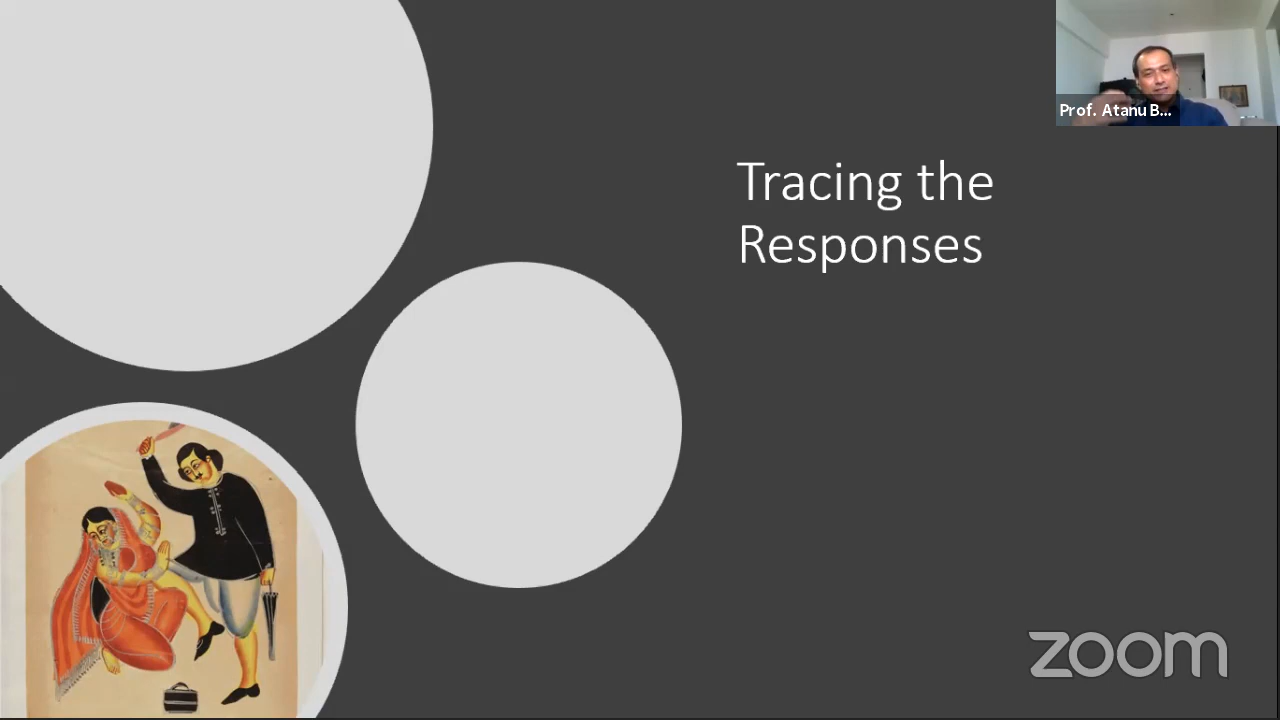 Prof. Atanu B...
Tracing the
Responses
zoom